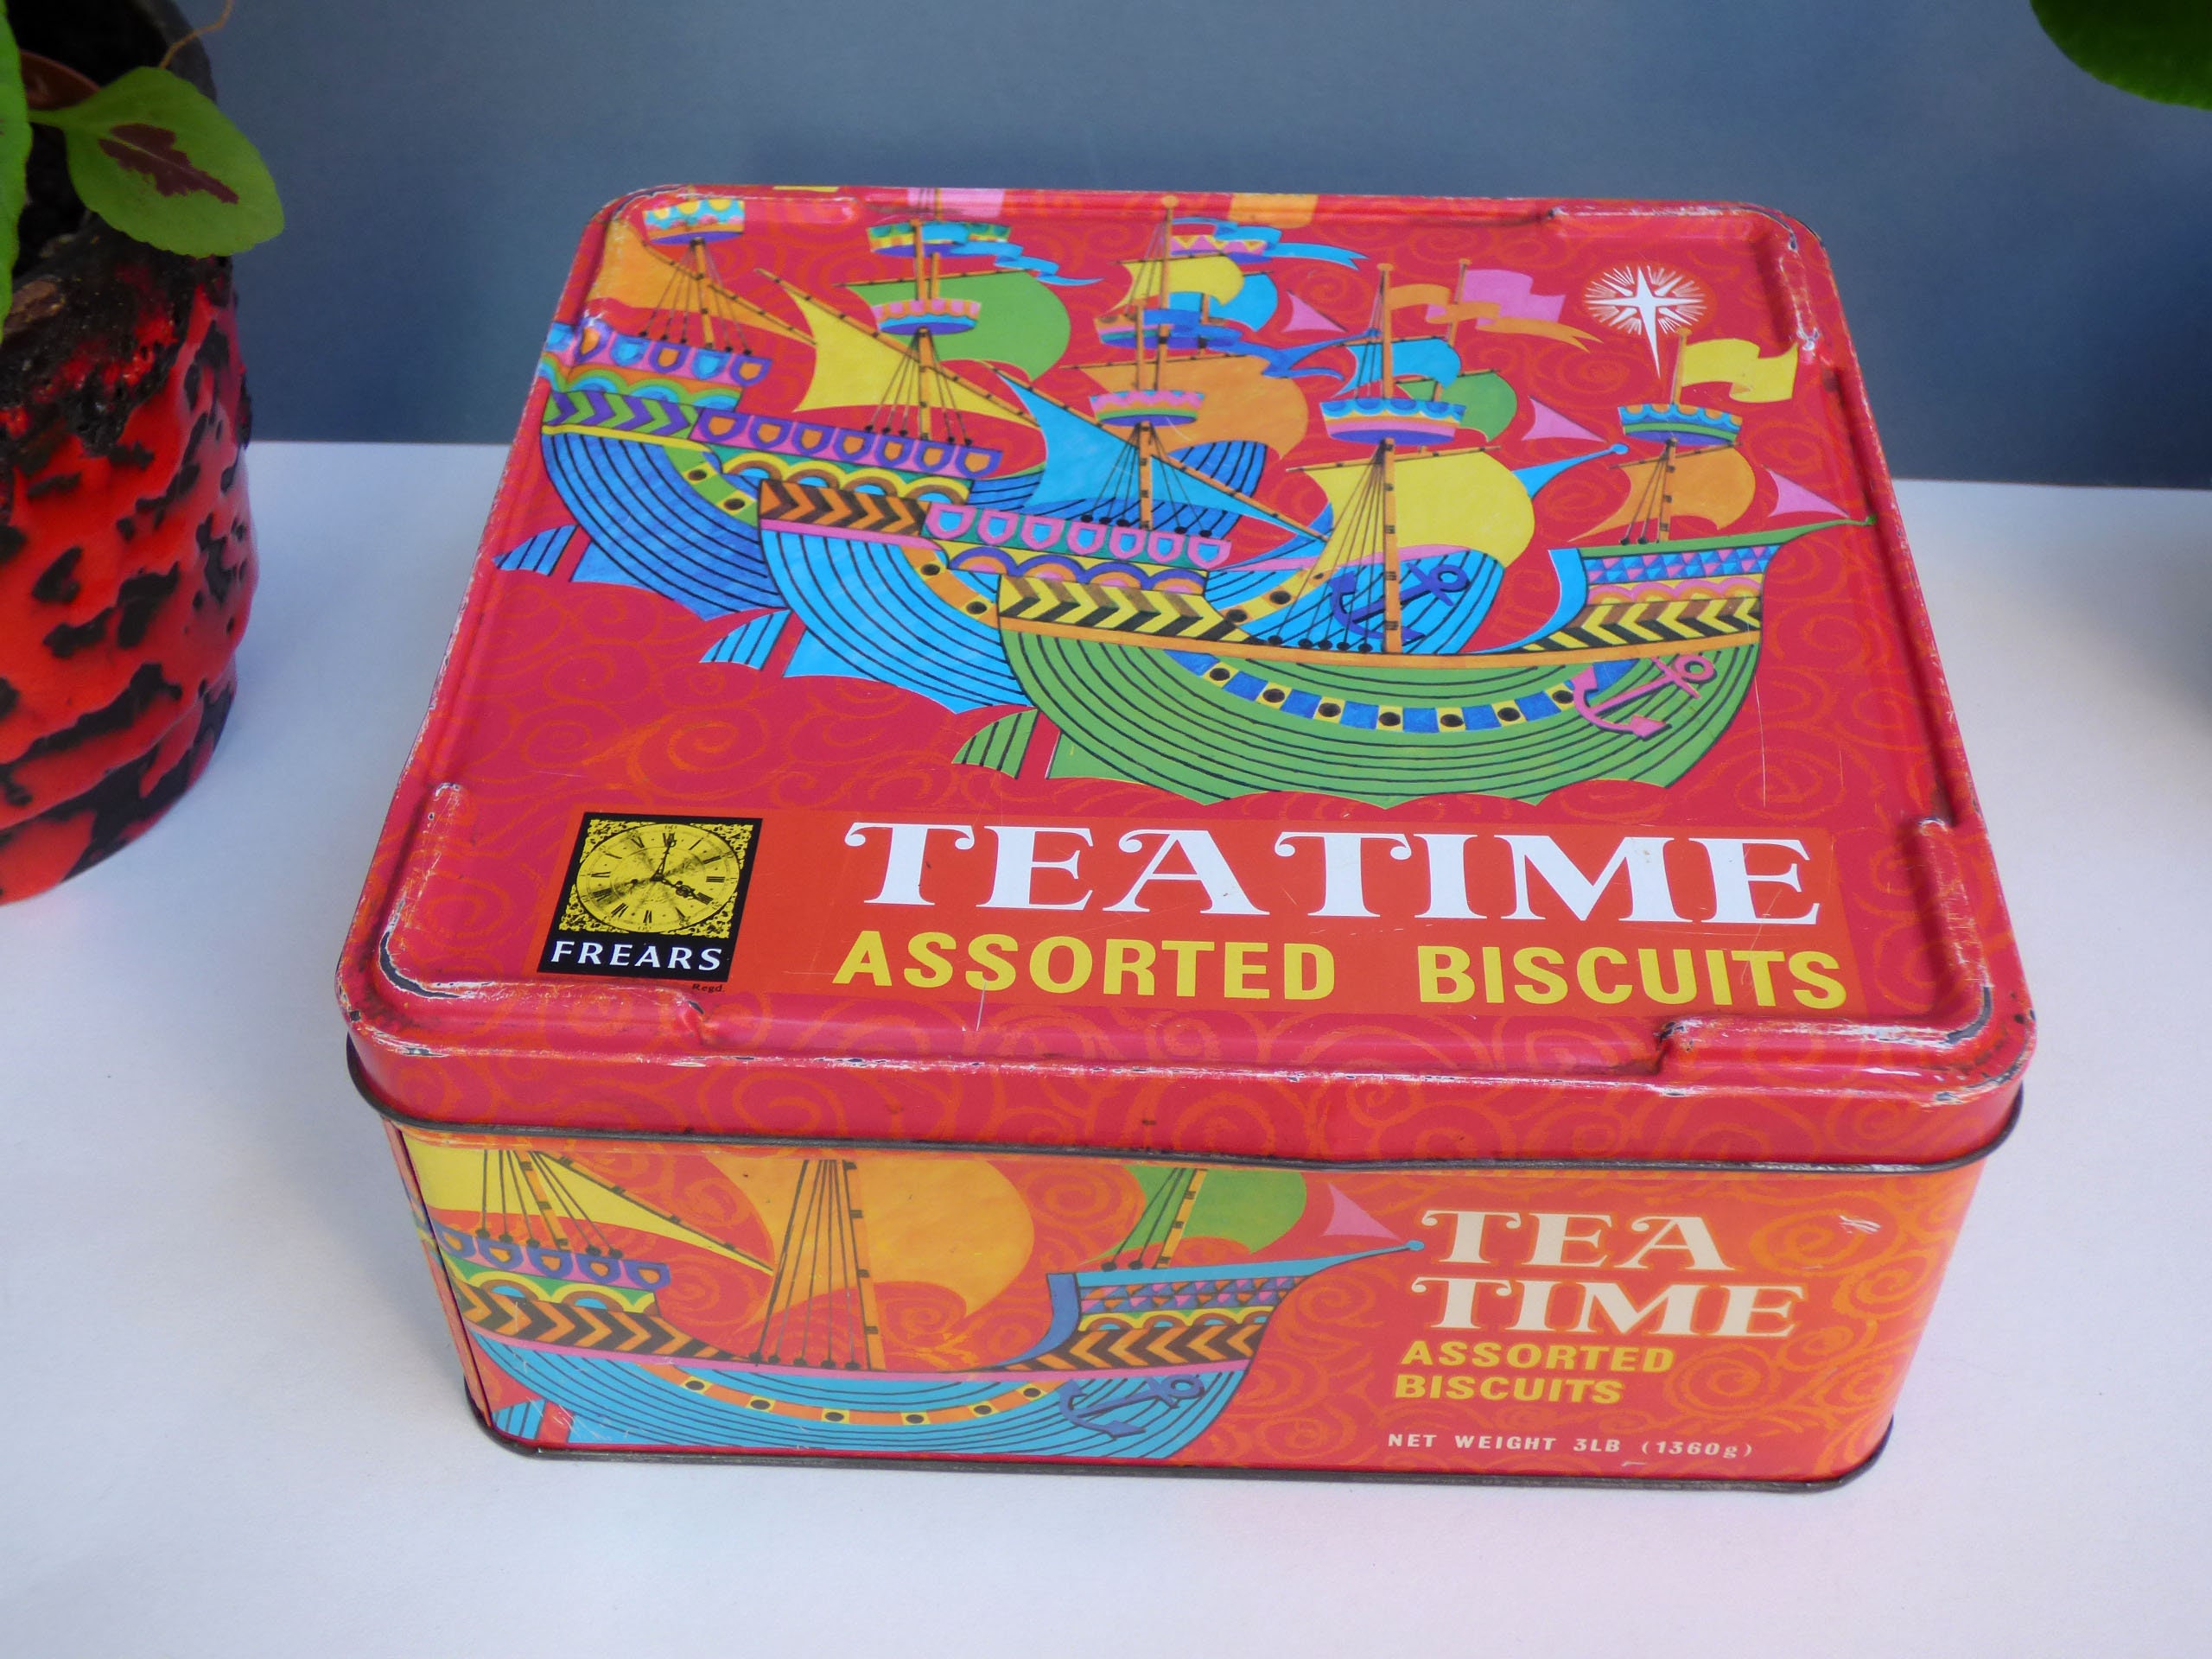 TEATIME
ASSORTED BISCUITS
FREARS
Regd.
TEA
TIME
ASSORTED
BISCUITS
NET WEIGHT 3LB (1360g)